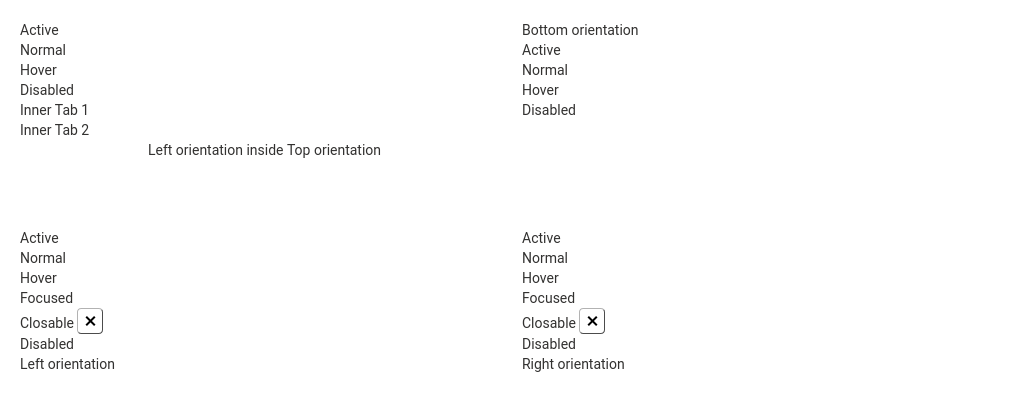 Active
Normal
Hover
Disabled
Inner Tab 1
Inner Tab 2
Left orientation inside Top orientation
Bottom orientation
Active
Normal
Hover
Disabled
Active
Normal
Hover
Focused
Closable
Disabled
Left orientation
Active
Normal
Hover
Focused
Closable
Disabled
Right orientation